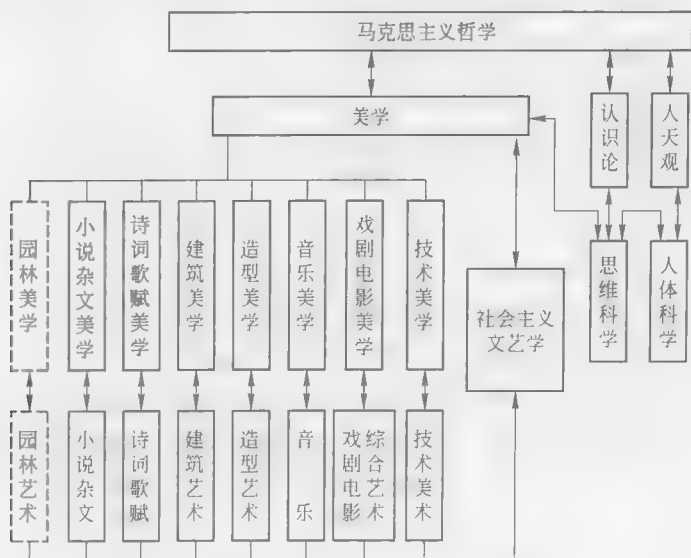 马克思主义哲学
美学
认识论
人天观
园林美学
小说杂文美学
诗词歌赋美学
建筑美学
造型美学
音乐美学
戏剧电影美学
技术美学
社会主义
文艺学
思维科学
人体科学
园林艺术
小说杂文
诗词歌赋
建筑艺术
造型艺术
音乐
综合艺术
戏剧电影
技术美术